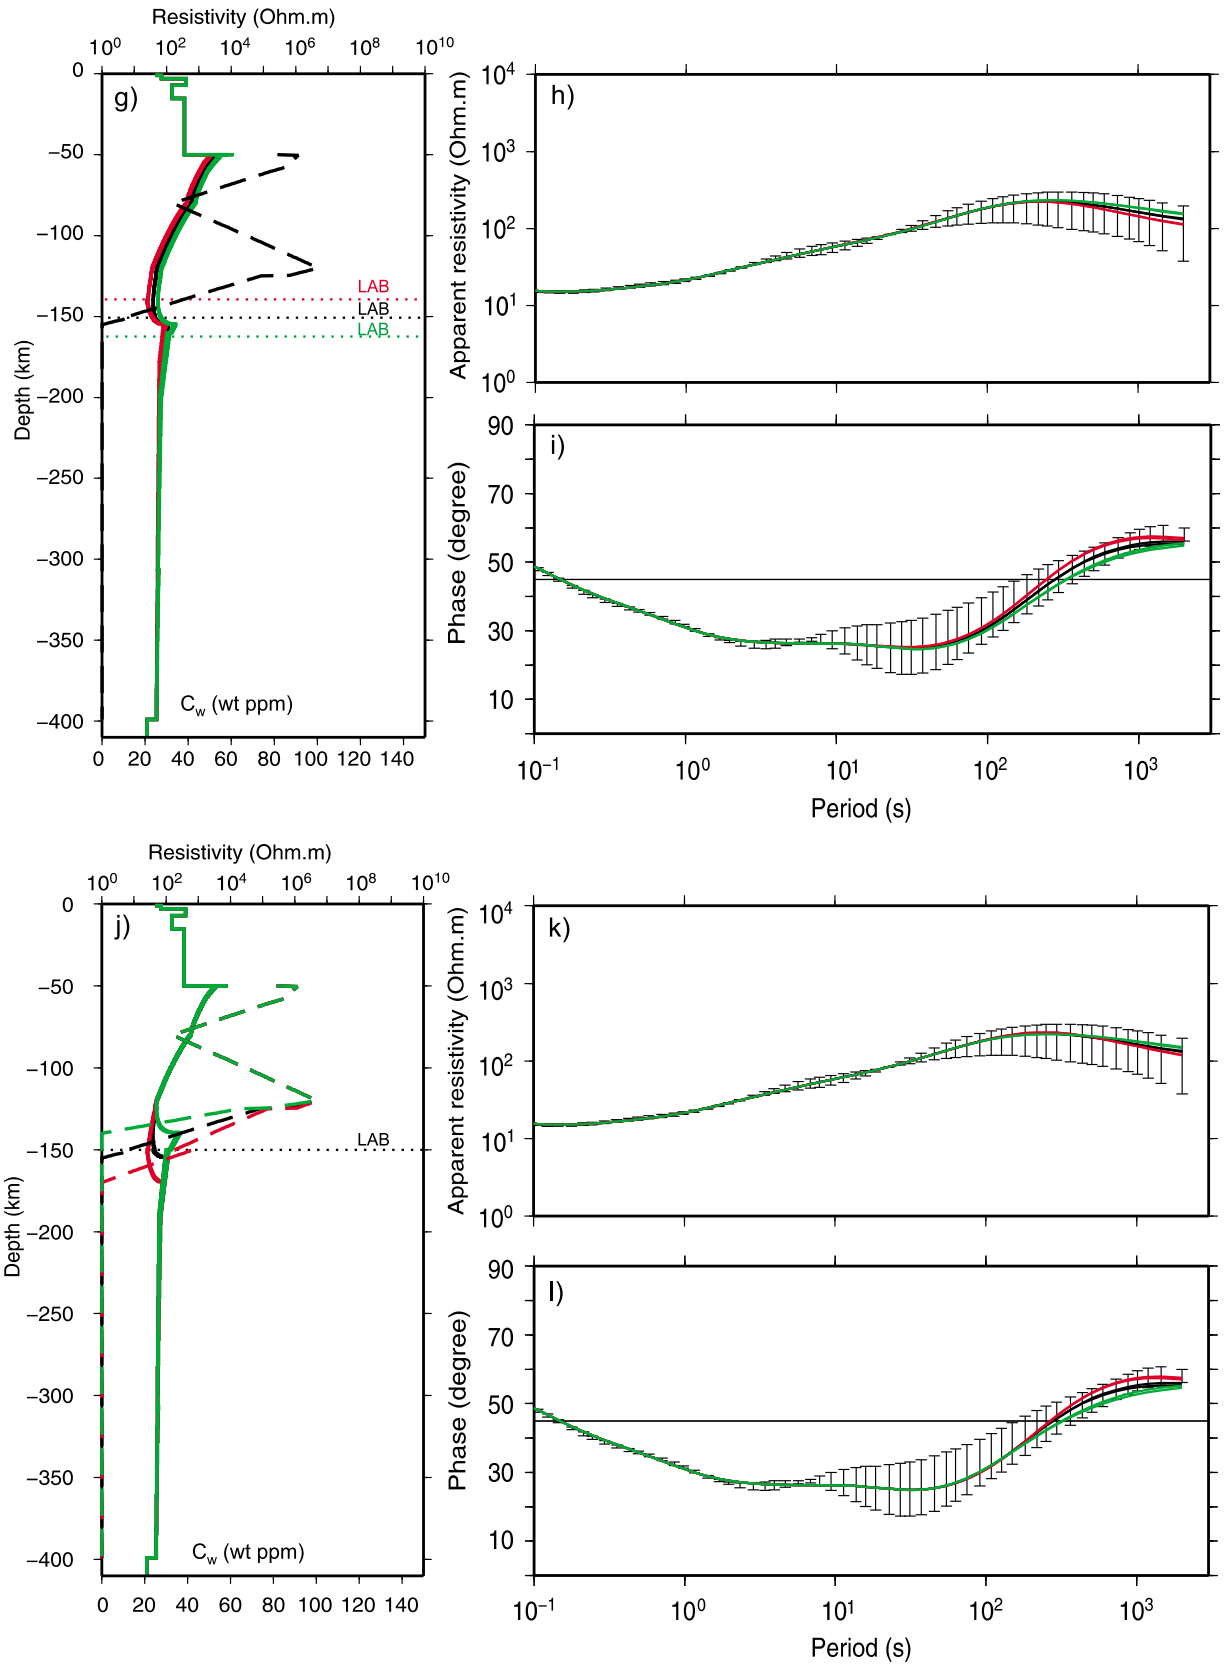 Resistivity (Ohm.m)
10⁰ 10² 10⁴ 10⁶ 10⁸ 10¹⁰
g)
0
−50
−100
−150
−200
−250
−300
−350
−400
Depth (km)
LAB
LAB
LAB
C_w (wt ppm)
0 20 40 60 80 100 120 140
h)
10⁴
10³
10²
10¹
10⁰
Apparent resistivity (Ohm.m)
i)
90
70
50
30
10
Phase (degree)
10⁻¹ 10⁰ 10¹ 10² 10³
Period (s)
Resistivity (Ohm.m)
10⁰ 10² 10⁴ 10⁶ 10⁸ 10¹⁰
j)
0
−50
−100
−150
−200
−250
−300
−350
−400
Depth (km)
LAB
C_w (wt ppm)
0 20 40 60 80 100 120 140
k)
10⁴
10³
10²
10¹
10⁰
Apparent resistivity (Ohm.m)
l)
90
70
50
30
10
Phase (degree)
10⁻¹ 10⁰ 10¹ 10² 10³
Period (s)